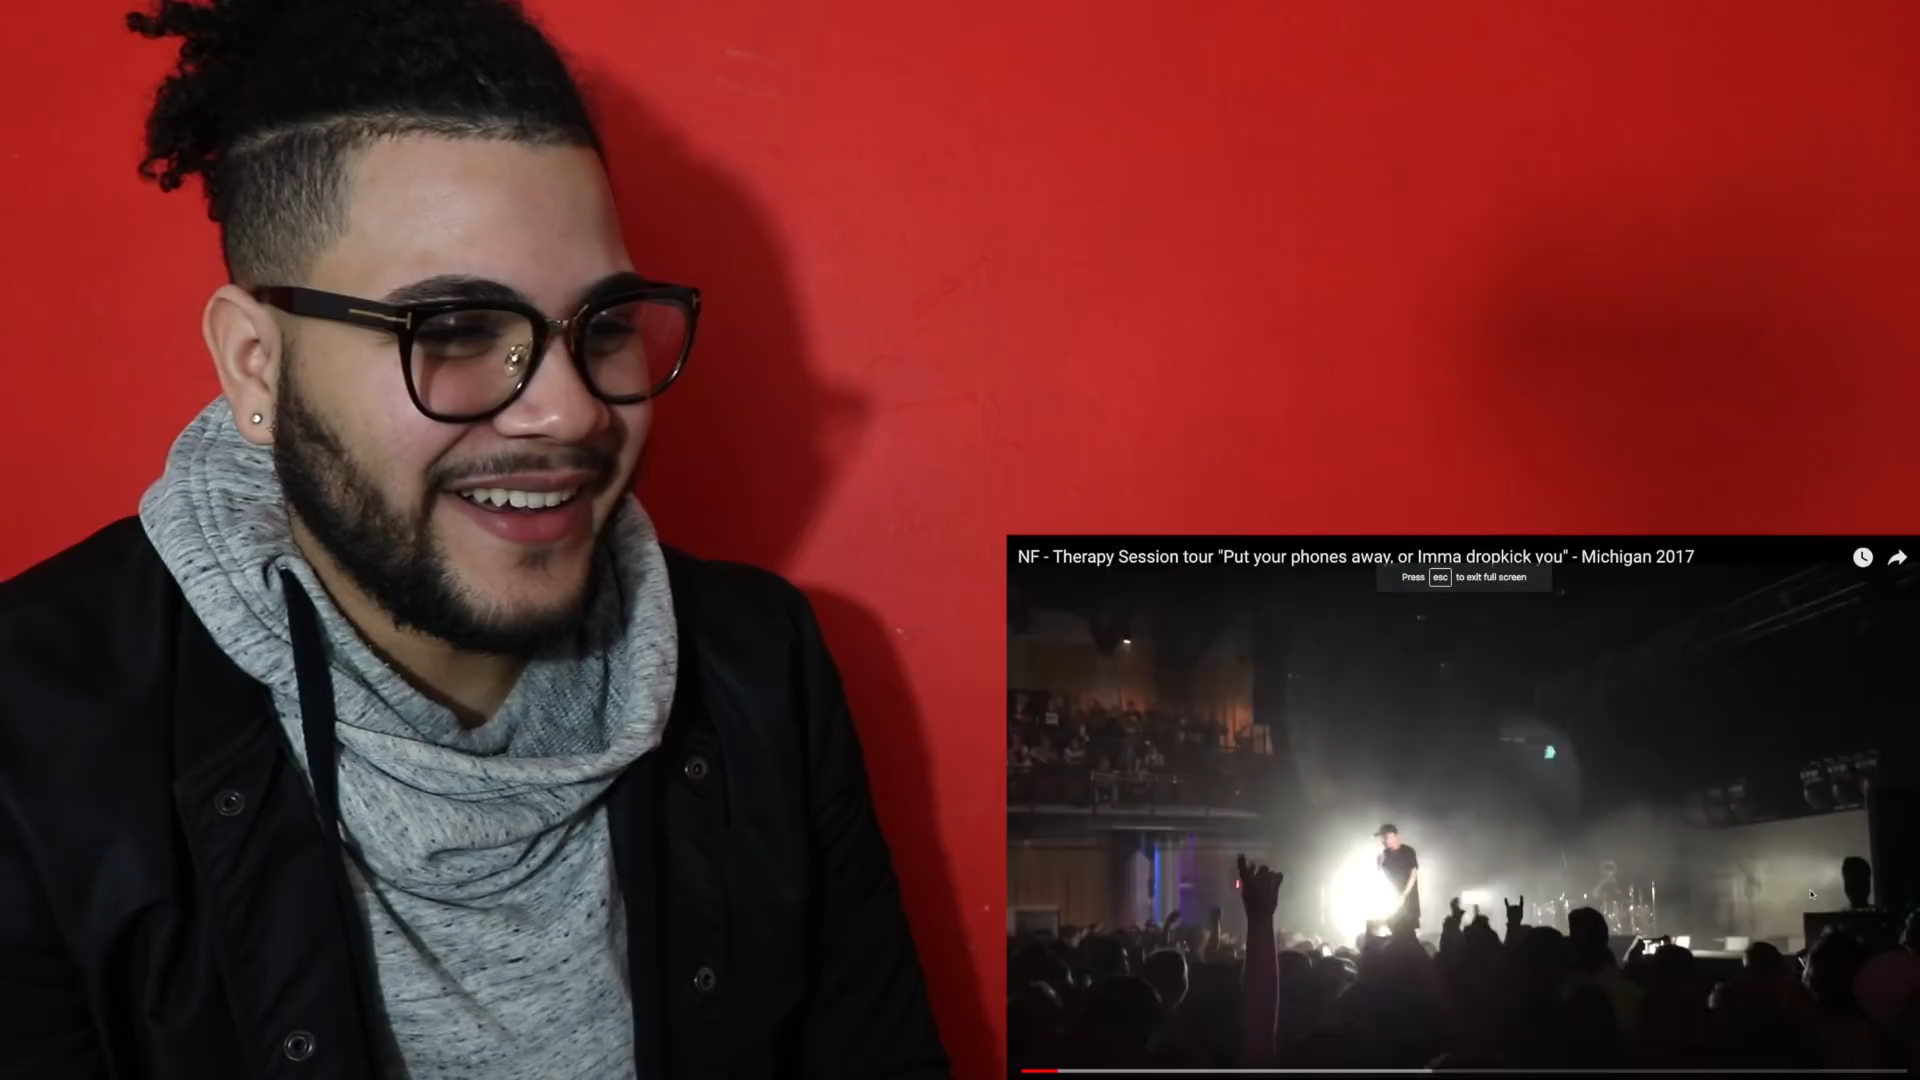 NF - Therapy Session tour "Put your phones away, or Imma dropkick you" - Michigan 2017
Press esc to exit full screen